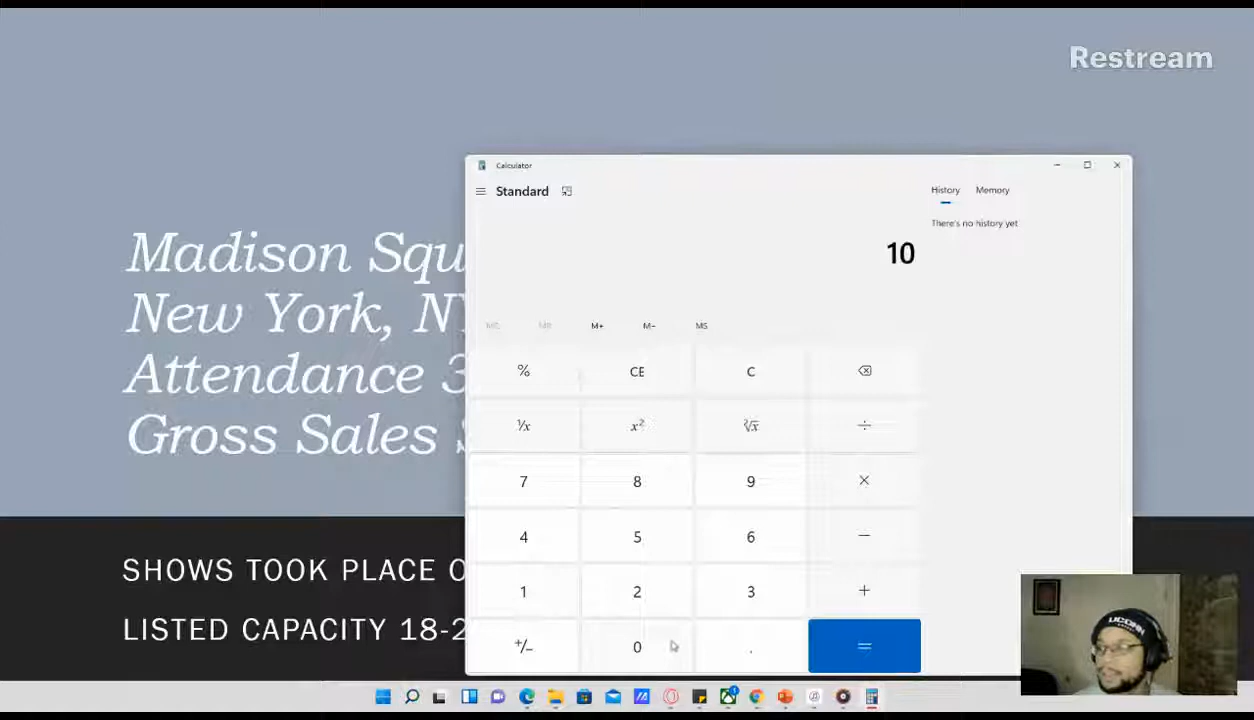 Restream
Calculator
Standard
History Memory
There's no history yet
10
Madison Squ
New York, NY
Attendance 3
Gross Sales $
MC MR M+ M- MS
% CE C
¹/x x² ²√x ÷
7 8 9 ×
4 5 6 −
1 2 3 +
+/− 0 . =
SHOWS TOOK PLACE O
LISTED CAPACITY 18-2
UCONN